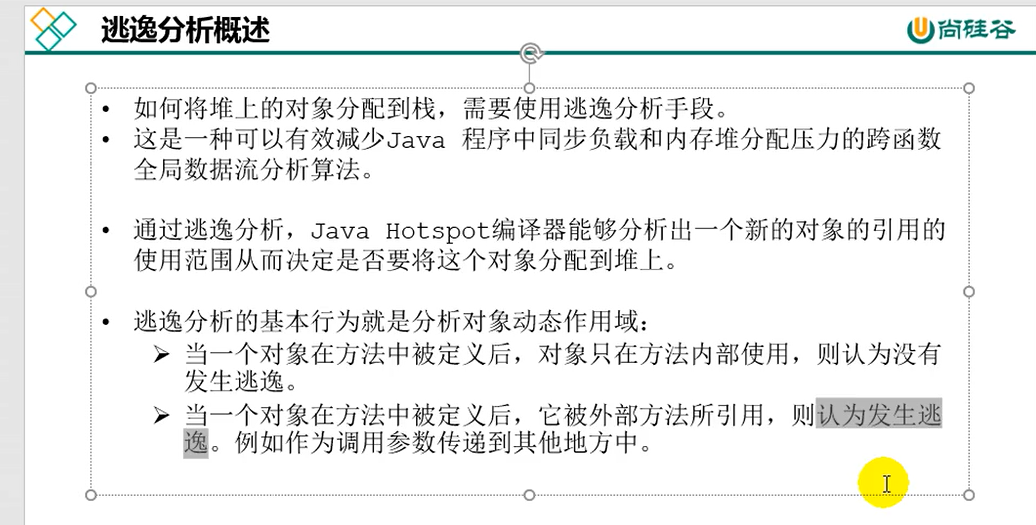 逃逸分析概述
尚硅谷
• 如何将堆上的对象分配到栈，需要使用逃逸分析手段。
• 这是一种可以有效减少Java 程序中同步负载和内存堆分配压力的跨函数
全局数据流分析算法。
• 通过逃逸分析，Java Hotspot编译器能够分析出一个新的对象的引用的
使用范围从而决定是否要将这个对象分配到堆上。
• 逃逸分析的基本行为就是分析对象动态作用域：
➢ 当一个对象在方法中被定义后，对象只在方法内部使用，则认为没有
发生逃逸。
➢ 当一个对象在方法中被定义后，它被外部方法所引用，则认为发生逃
逸。例如作为调用参数传递到其他地方中。